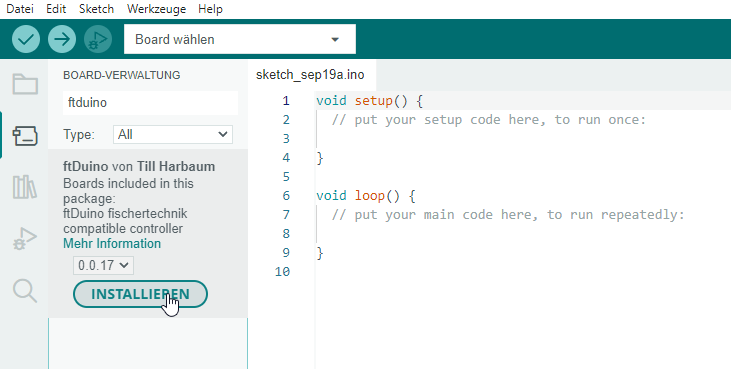 Datei Edit Sketch Werkzeuge Help
Board wählen
BOARD-VERWALTUNG
ftduino
Type: All
ftDuino von Till Harbaum
Boards included in this
package:
ftDuino fischertechnik
compatible controller
Mehr Information
0.0.17
INSTALLIEREN
sketch_sep19a.ino
1 void setup() {
2 // put your setup code here, to run once:
3
4 }
5
6 void loop() {
7 // put your main code here, to run repeatedly:
8
9 }
10